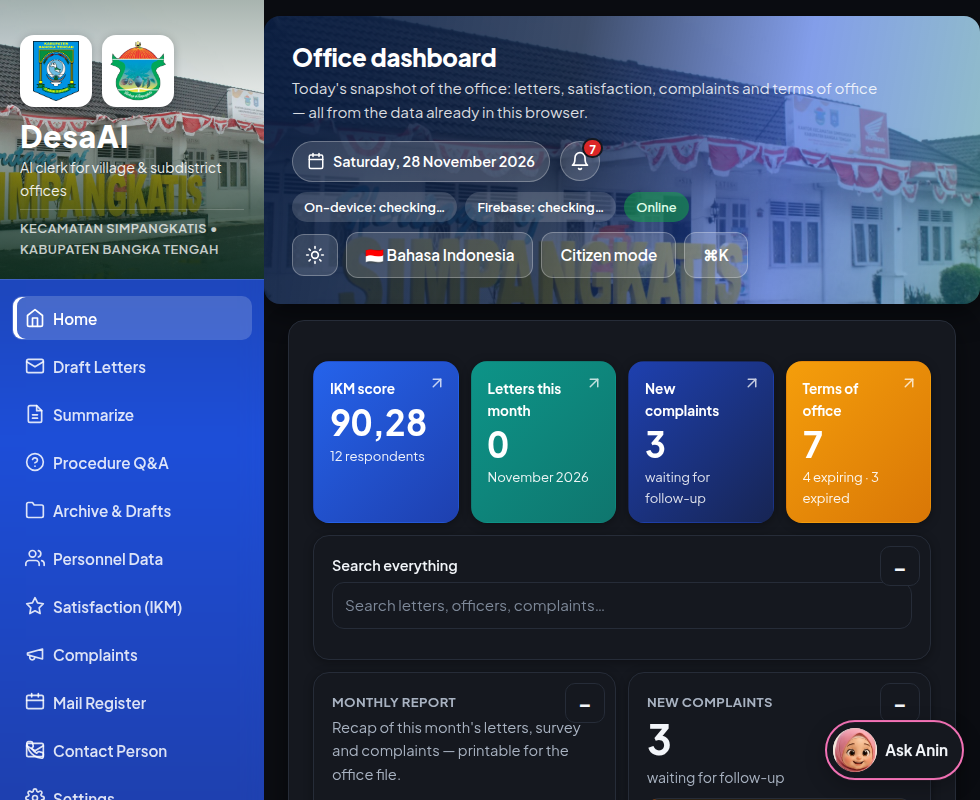 DesaAI
AI clerk for village & subdistrict
offices
KECAMATAN SIMPANGKATIS •
KABUPATEN BANGKA TENGAH
Home
Draft Letters
Summarize
Procedure Q&A
Archive & Drafts
Personnel Data
Satisfaction (IKM)
Complaints
Mail Register
Contact Person
Settings
Office dashboard
Today's snapshot of the office: letters, satisfaction, complaints and terms of office
— all from the data already in this browser.
Saturday, 28 November 2026
7
On-device: checking…
Firebase: checking…
Online
Bahasa Indonesia
Citizen mode
⌘K
SIMPANGKATIS
IKM score
90,28
12 respondents
Letters this
month
0
November 2026
New
complaints
3
waiting for
follow-up
Terms of
office
7
4 expiring · 3
expired
Search everything
–
Search letters, officers, complaints…
MONTHLY REPORT
–
Recap of this month's letters, survey
and complaints — printable for the
office file.
NEW COMPLAINTS
–
3
waiting for follow-up
Ask Anin